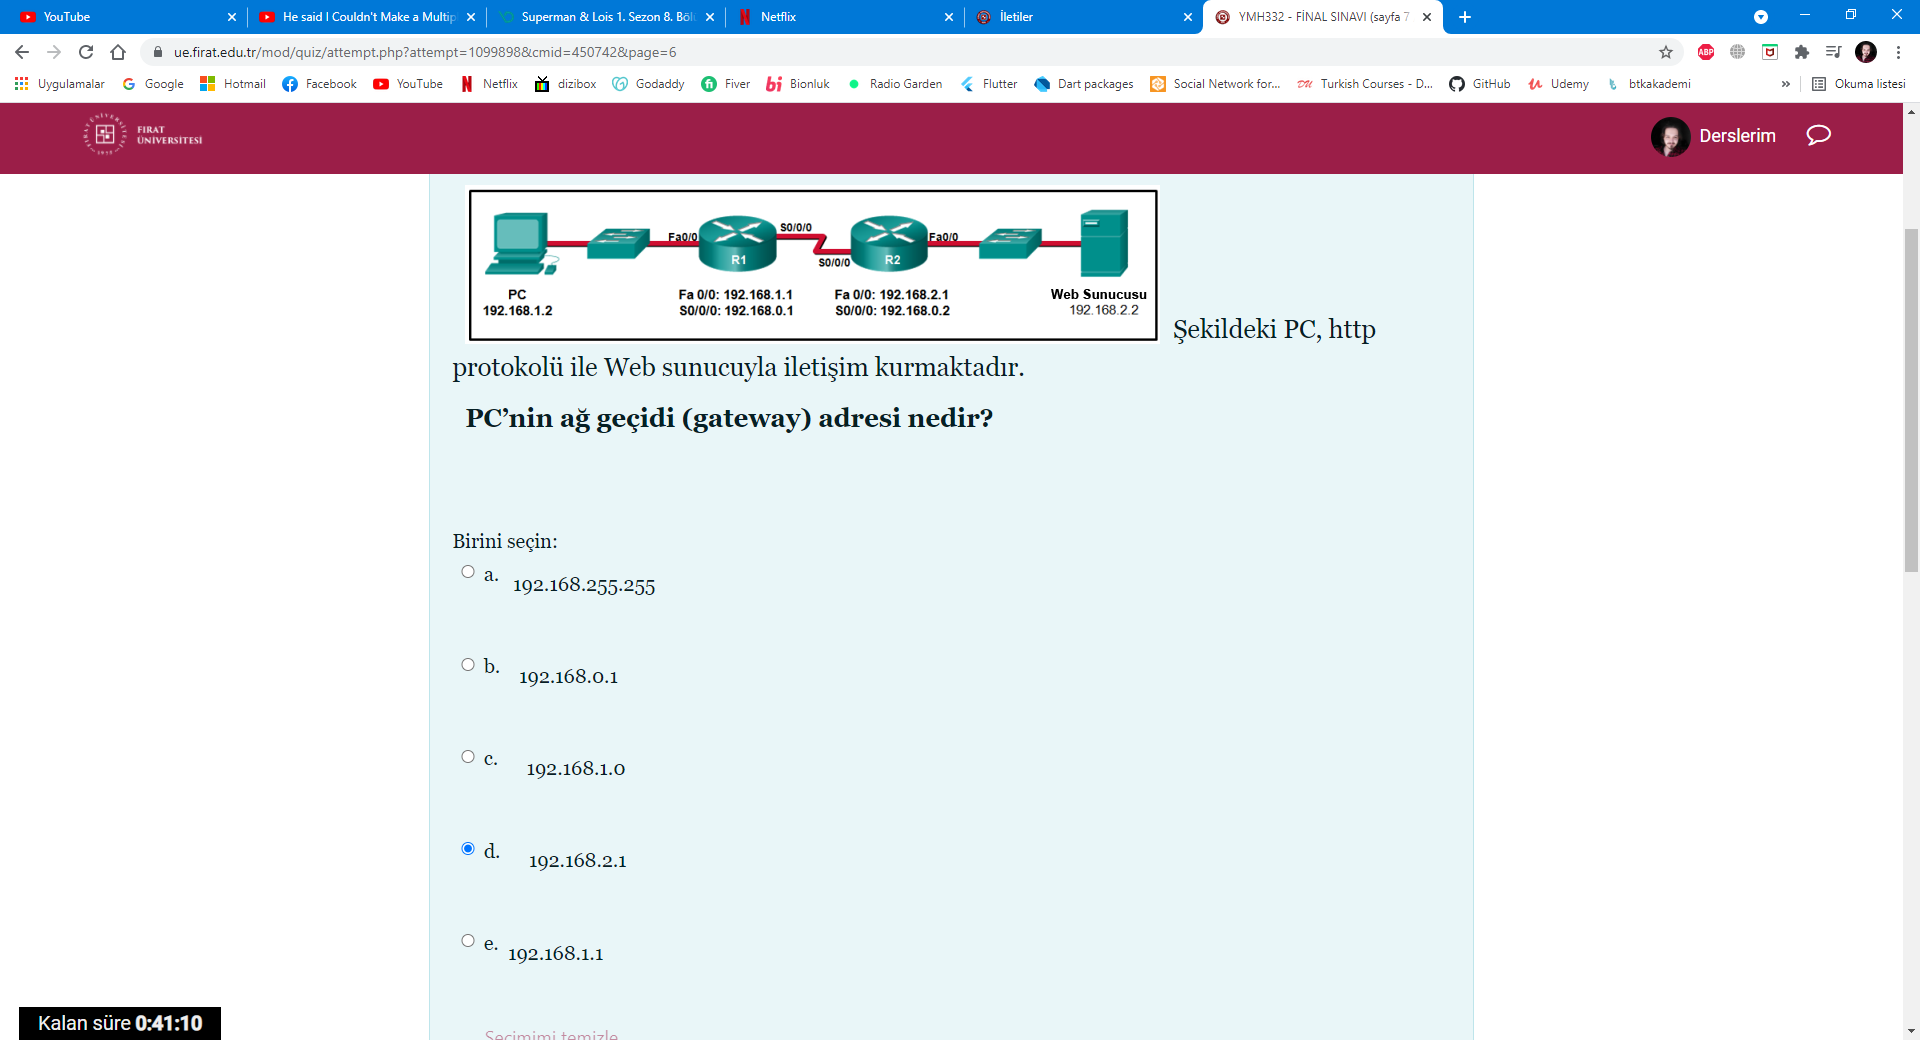 YouTube
He said I Couldn't Make a Multip
Superman & Lois 1. Sezon 8. Böl
Netflix
İletiler
YMH332 - FİNAL SINAVI (sayfa 7
ue.firat.edu.tr/mod/quiz/attempt.php?attempt=1099898&cmid=450742&page=6
ABP
Uygulamalar
Google
Hotmail
Facebook
YouTube
Netflix
dizibox
Godaddy
Fiver
Bionluk
Radio Garden
Flutter
Dart packages
Social Network for...
Turkish Courses - D...
GitHub
Udemy
btkakademi
»
Okuma listesi
FIRAT
ÜNİVERSİTESİ
Derslerim
Fa0/0
S0/0/0
S0/0/0
Fa0/0
R1
R2
PC
192.168.1.2
Fa 0/0: 192.168.1.1
S0/0/0: 192.168.0.1
Fa 0/0: 192.168.2.1
S0/0/0: 192.168.0.2
Web Sunucusu
192.168.2.2
Şekildeki PC, http
protokolü ile Web sunucuyla iletişim kurmaktadır.
PC’nin ağ geçidi (gateway) adresi nedir?
Birini seçin:
a. 192.168.255.255
b. 192.168.0.1
c. 192.168.1.0
d. 192.168.2.1
e. 192.168.1.1
Seçimimi temizle
Kalan süre 0:41:10